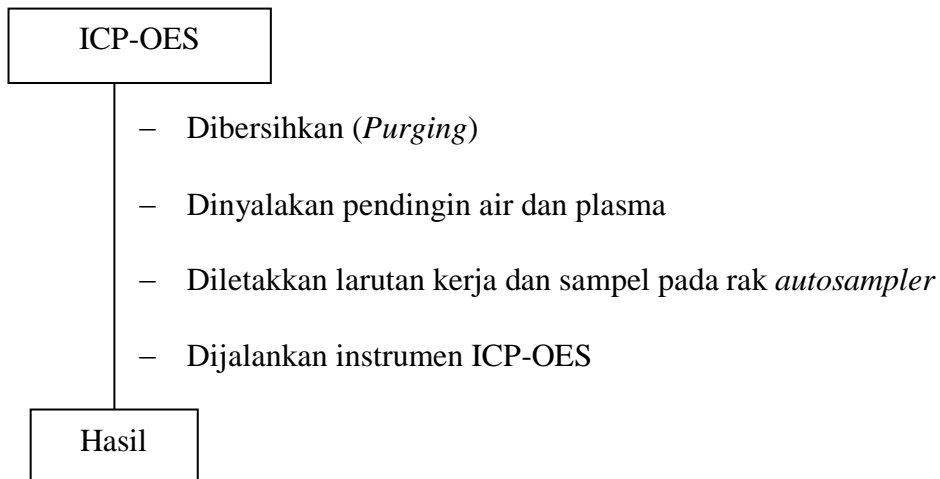 ICP-OES
– Dibersihkan (Purging)
– Dinyalakan pendingin air dan plasma
– Diletakkan larutan kerja dan sampel pada rak autosampler
– Dijalankan instrumen ICP-OES
Hasil